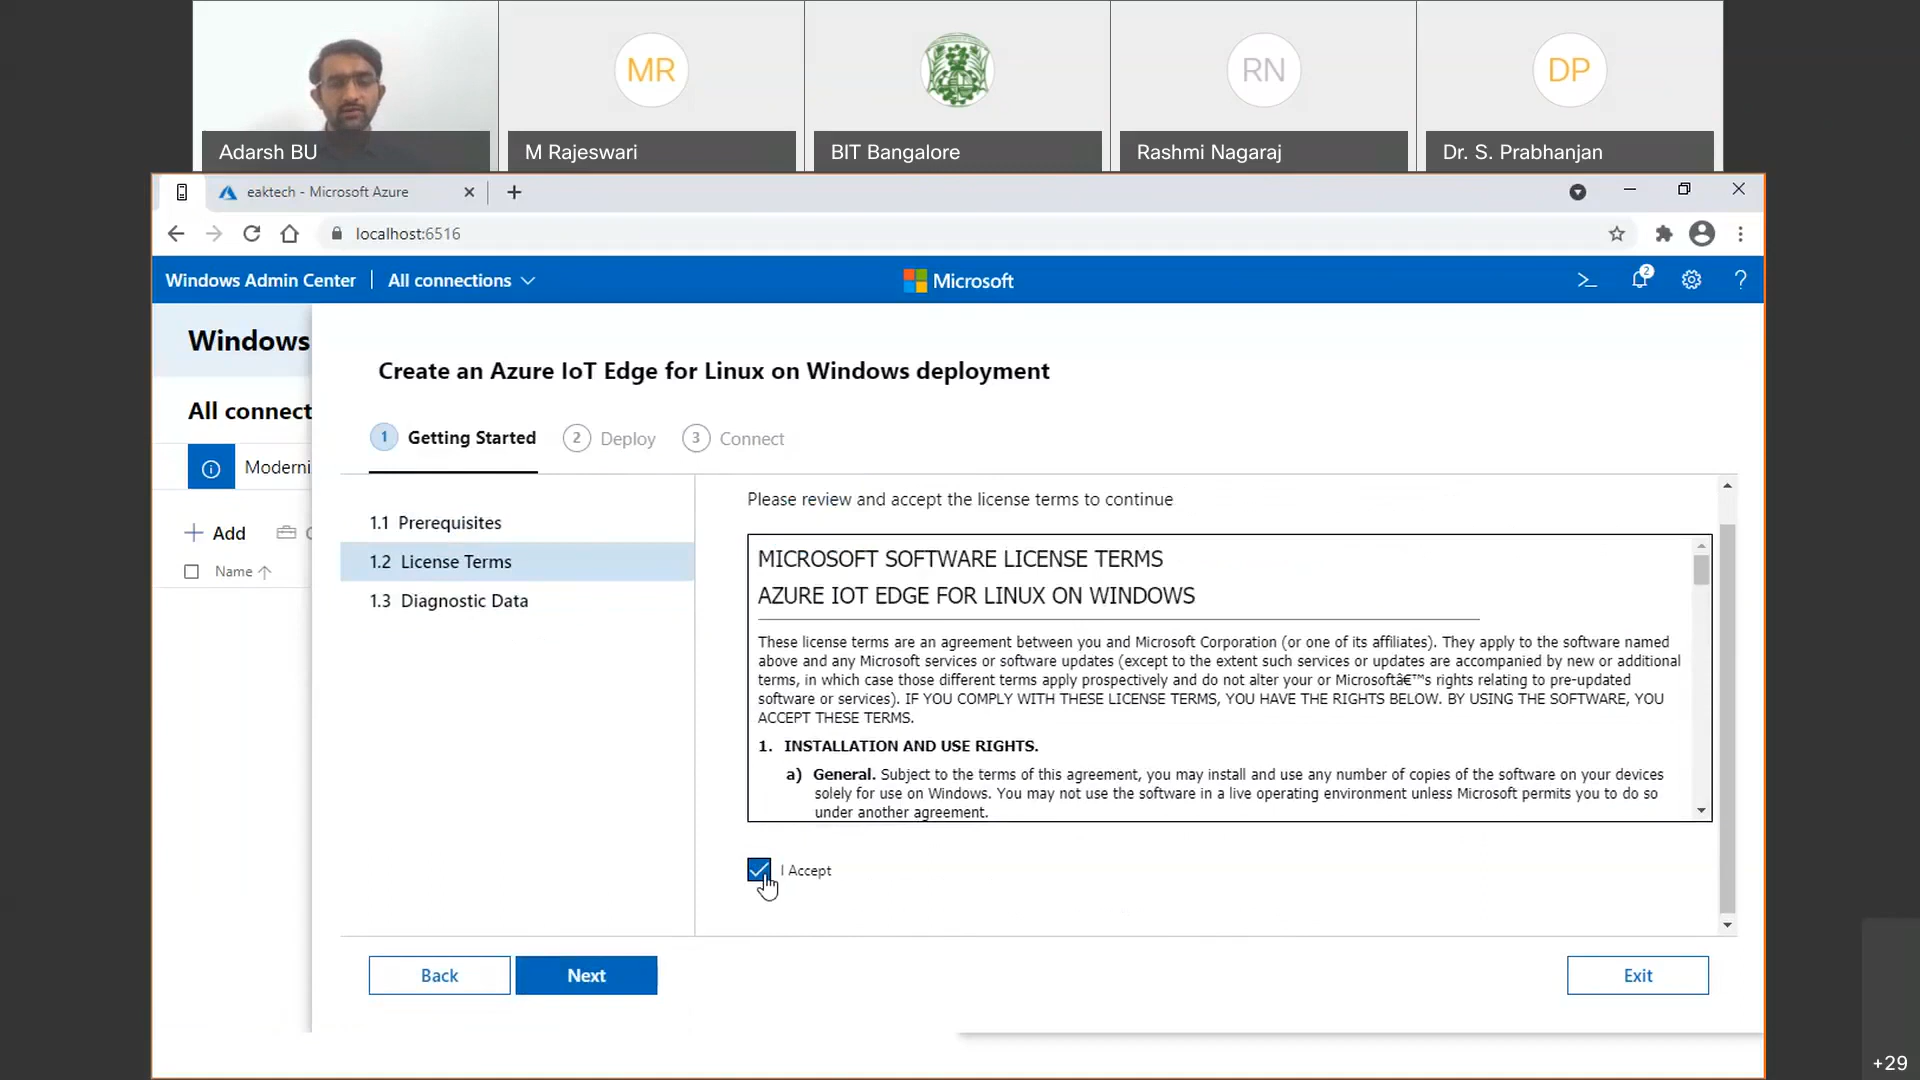 MR
RN
DP
Adarsh BU
M Rajeswari
BIT Bangalore
Rashmi Nagaraj
Dr. S. Prabhanjan
eaktech - Microsoft Azure
localhost:6516
Windows Admin Center
All connections
Microsoft
2
Windows
Create an Azure IoT Edge for Linux on Windows deployment
All connect
1 Getting Started
2 Deploy
3 Connect
Moderni
Please review and accept the license terms to continue
1.1 Prerequisites
1.2 License Terms
1.3 Diagnostic Data
Add
Name
MICROSOFT SOFTWARE LICENSE TERMS
AZURE IOT EDGE FOR LINUX ON WINDOWS
These license terms are an agreement between you and Microsoft Corporation (or one of its affiliates). They apply to the software named
above and any Microsoft services or software updates (except to the extent such services or updates are accompanied by new or additional
terms, in which case those different terms apply prospectively and do not alter your or Microsoftâ€™s rights relating to pre-updated
software or services). IF YOU COMPLY WITH THESE LICENSE TERMS, YOU HAVE THE RIGHTS BELOW. BY USING THE SOFTWARE, YOU
ACCEPT THESE TERMS.
1. INSTALLATION AND USE RIGHTS.
a) General. Subject to the terms of this agreement, you may install and use any number of copies of the software on your devices
solely for use on Windows. You may not use the software in a live operating environment unless Microsoft permits you to do so
under another agreement.
I Accept
Back
Next
Exit
+29